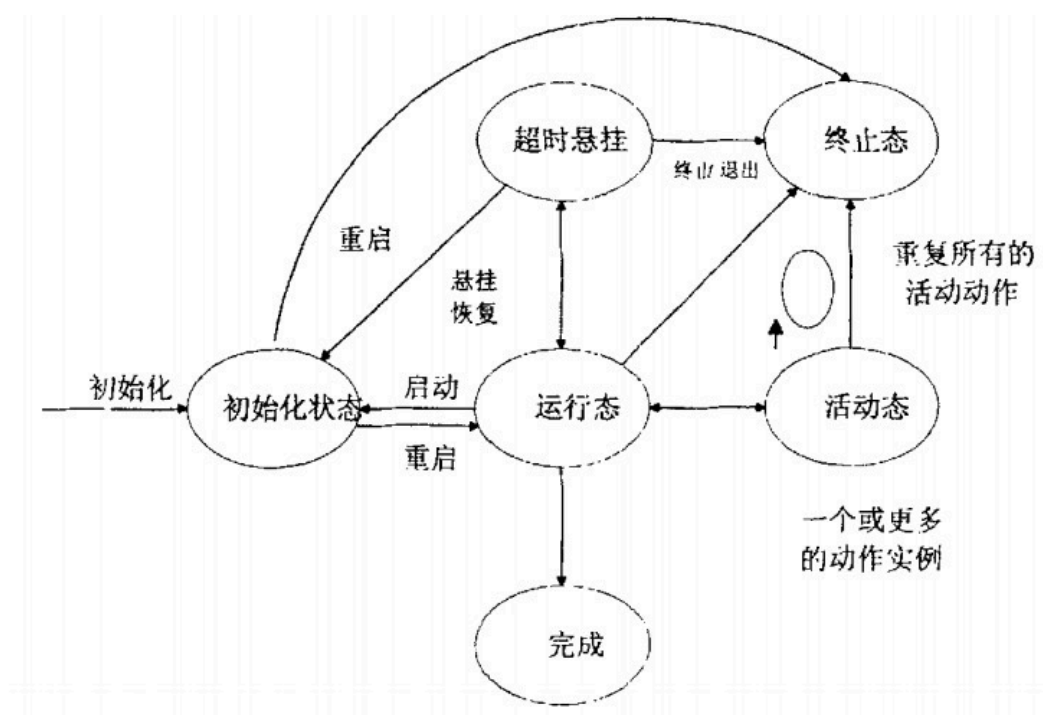 超时悬挂
终止态
终止/退出
重启
悬挂
恢复
重复所有的
活动动作
初始化
初始化状态
启动
运行态
活动态
重启
一个或更多
的动作实例
完成